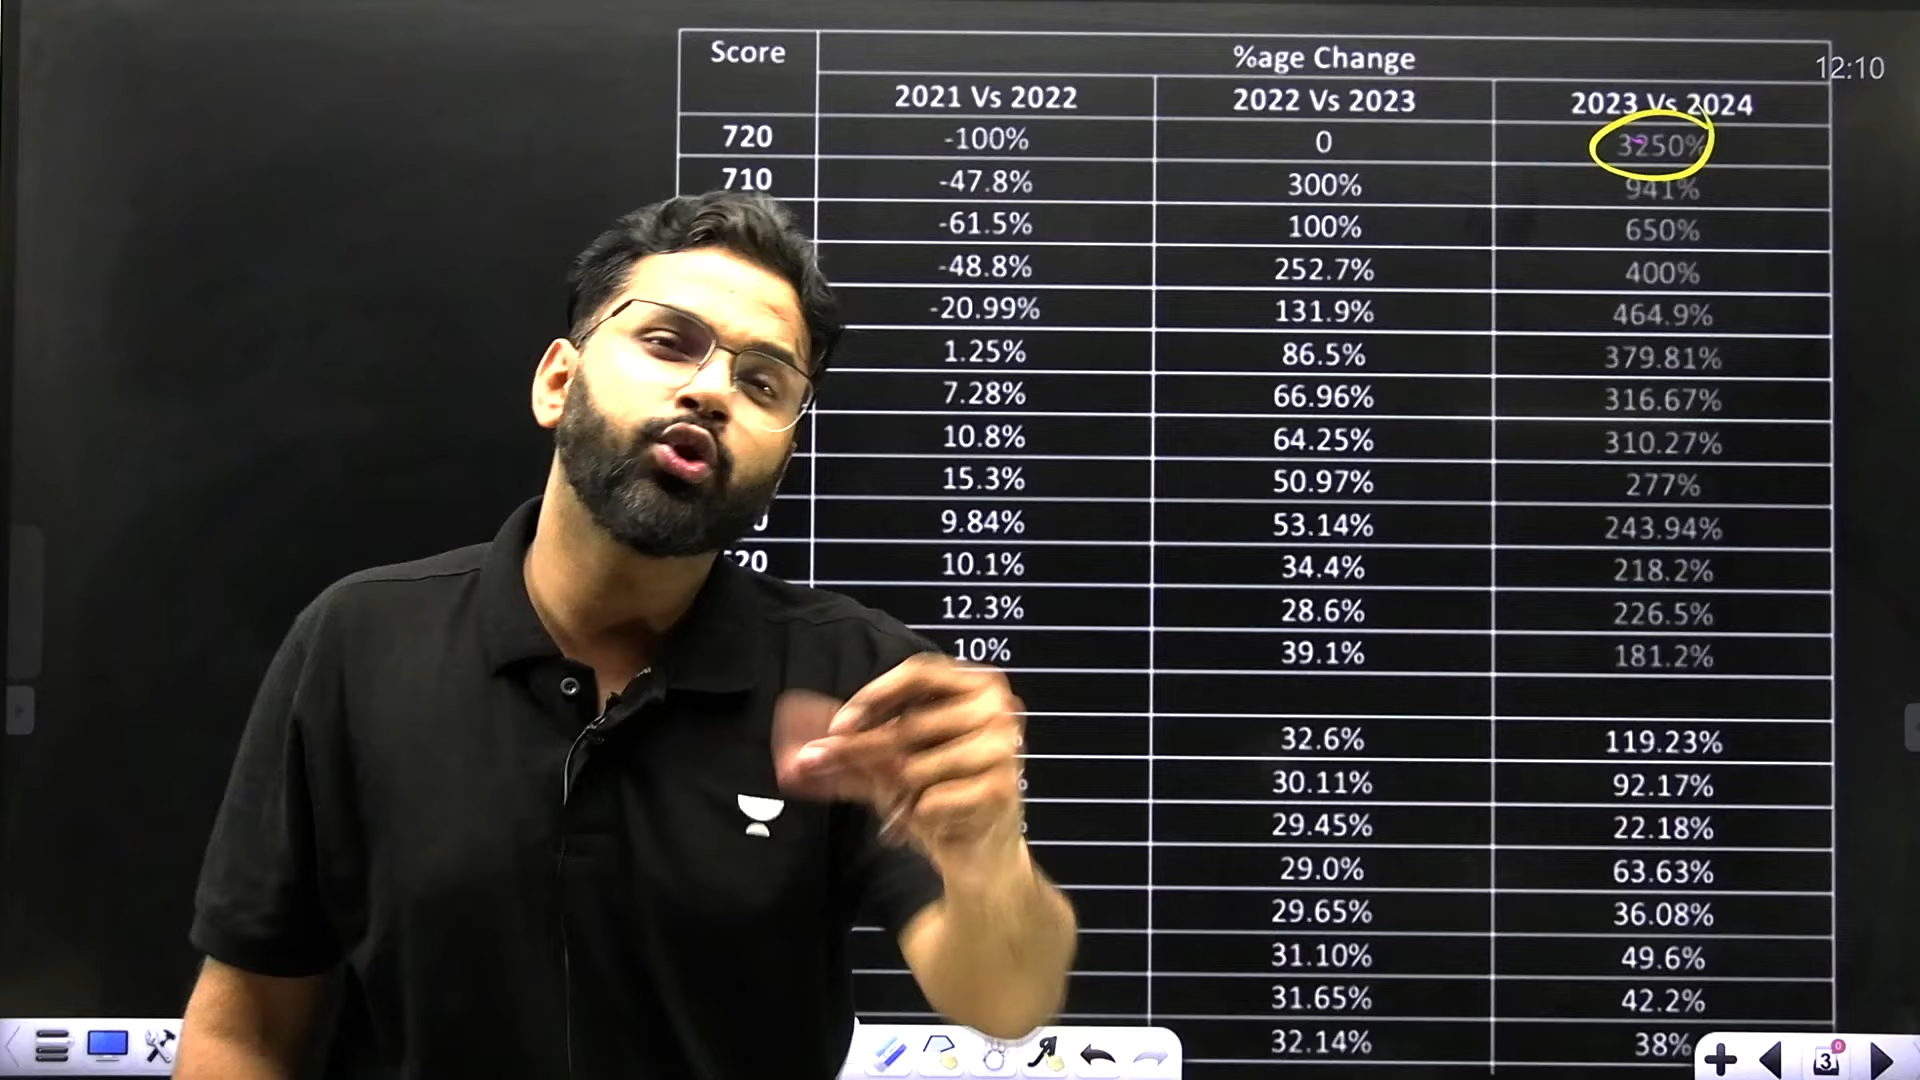 Score %age Change
12:10
2021 Vs 2022 2022 Vs 2023 2023 Vs 2024
720 -100% 0 3250%
710 -47.8% 300% 941%
-61.5% 100% 650%
-48.8% 252.7% 400%
-20.99% 131.9% 464.9%
1.25% 86.5% 379.81%
7.28% 66.96% 316.67%
10.8% 64.25% 310.27%
15.3% 50.97% 277%
9.84% 53.14% 243.94%
10.1% 34.4% 218.2%
12.3% 28.6% 226.5%
10% 39.1% 181.2%
32.6% 119.23%
30.11% 92.17%
29.45% 22.18%
29.0% 63.63%
29.65% 36.08%
31.10% 49.6%
31.65% 42.2%
32.14% 38%
3
0